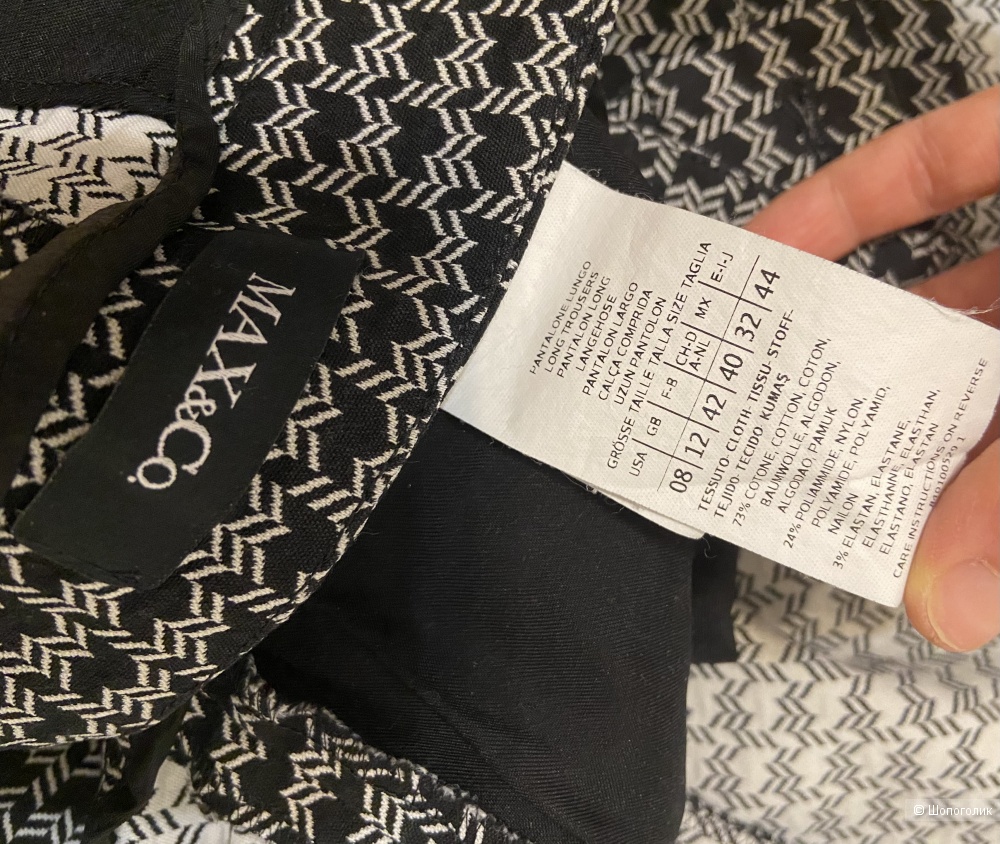 MAX&Co.
PANTALONE LUNGO
LONG TROUSERS
PANTALON LONG
LANGEHOSE
PANTALON LARGO
CALÇA COMPRIDA
UZUN PANTOLON
GRÖSSE TAILLE TALLA SIZE TAGLIA
USA GB F-B CH-D A-NL MX E-I-J
08 12 42 40 32 44
TESSUTO-CLOTH-TISSU-STOFF-
TEJIDO-TECIDO-KUMAŞ
73% COTONE, COTTON, COTON,
BAUMWOLLE, ALGODON,
ALGODAO, PAMUK
24% POLIAMMIDE, NYLON,
POLYAMIDE, POLYAMID,
NAILON
3% ELASTAN, ELASTANE,
ELASTHANNE, ELASTHAN,
ELASTANO, ELASTAN
CARE INSTRUCTIONS ON REVERSE
© Шопоголик